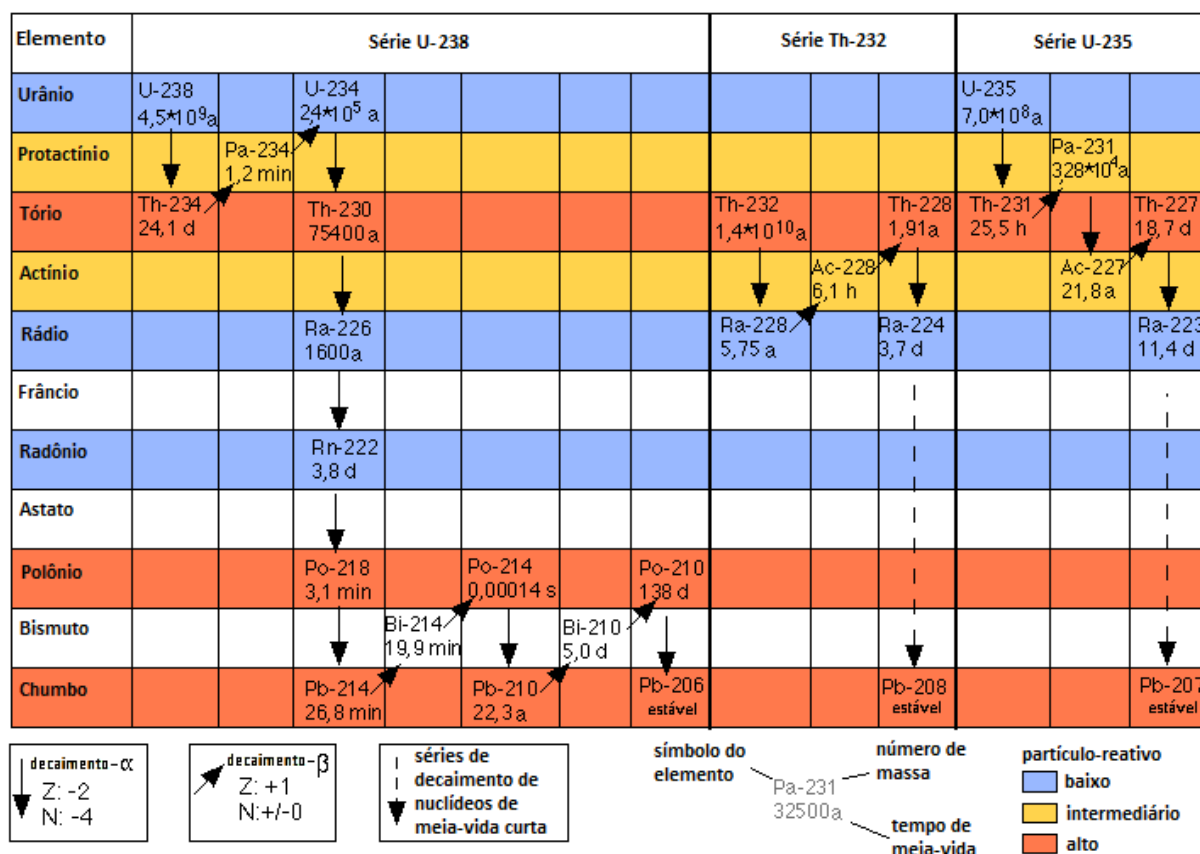 Elemento
Série U-238
Série Th-232
Série U-235
Urânio
U-238
4,5*10⁹a
U-234
2,4*10⁵ a
U-235
7,0*10⁸a
Protactínio
Pa-234
1,2 min
Pa-231
328*10⁴a
Tório
Th-234
24,1 d
Th-230
75400 a
Th-232
1,4*10¹⁰a
Th-228
1,91a
Th-231
25,5 h
Th-227
18,7 d
Actínio
Ac-228
6,1 h
Ac-227
21,8 a
Rádio
Ra-226
1600a
Ra-228
5,75 a
Ra-224
3,7 d
Ra-223
11,4 d
Frâncio
Radônio
Rn-222
3,8 d
Astato
Polônio
Po-218
3,1 min
Po-214
0,00014 s
Po-210
138 d
Bismuto
Bi-214
19,9 min
Bi-210
5,0 d
Chumbo
Pb-214
26,8 min
Pb-210
22,3 a
Pb-206
estável
Pb-208
estável
Pb-207
estável
decaimento-α
Z: -2
N: -4
decaimento-β
Z: +1
N:+/-0
séries de
decaimento de
nuclídeos de
meia-vida curta
símbolo do
elemento
número de
massa
Pa-231
32500a
tempo de
meia-vida
partículo-reativo
baixo
intermediário
alto